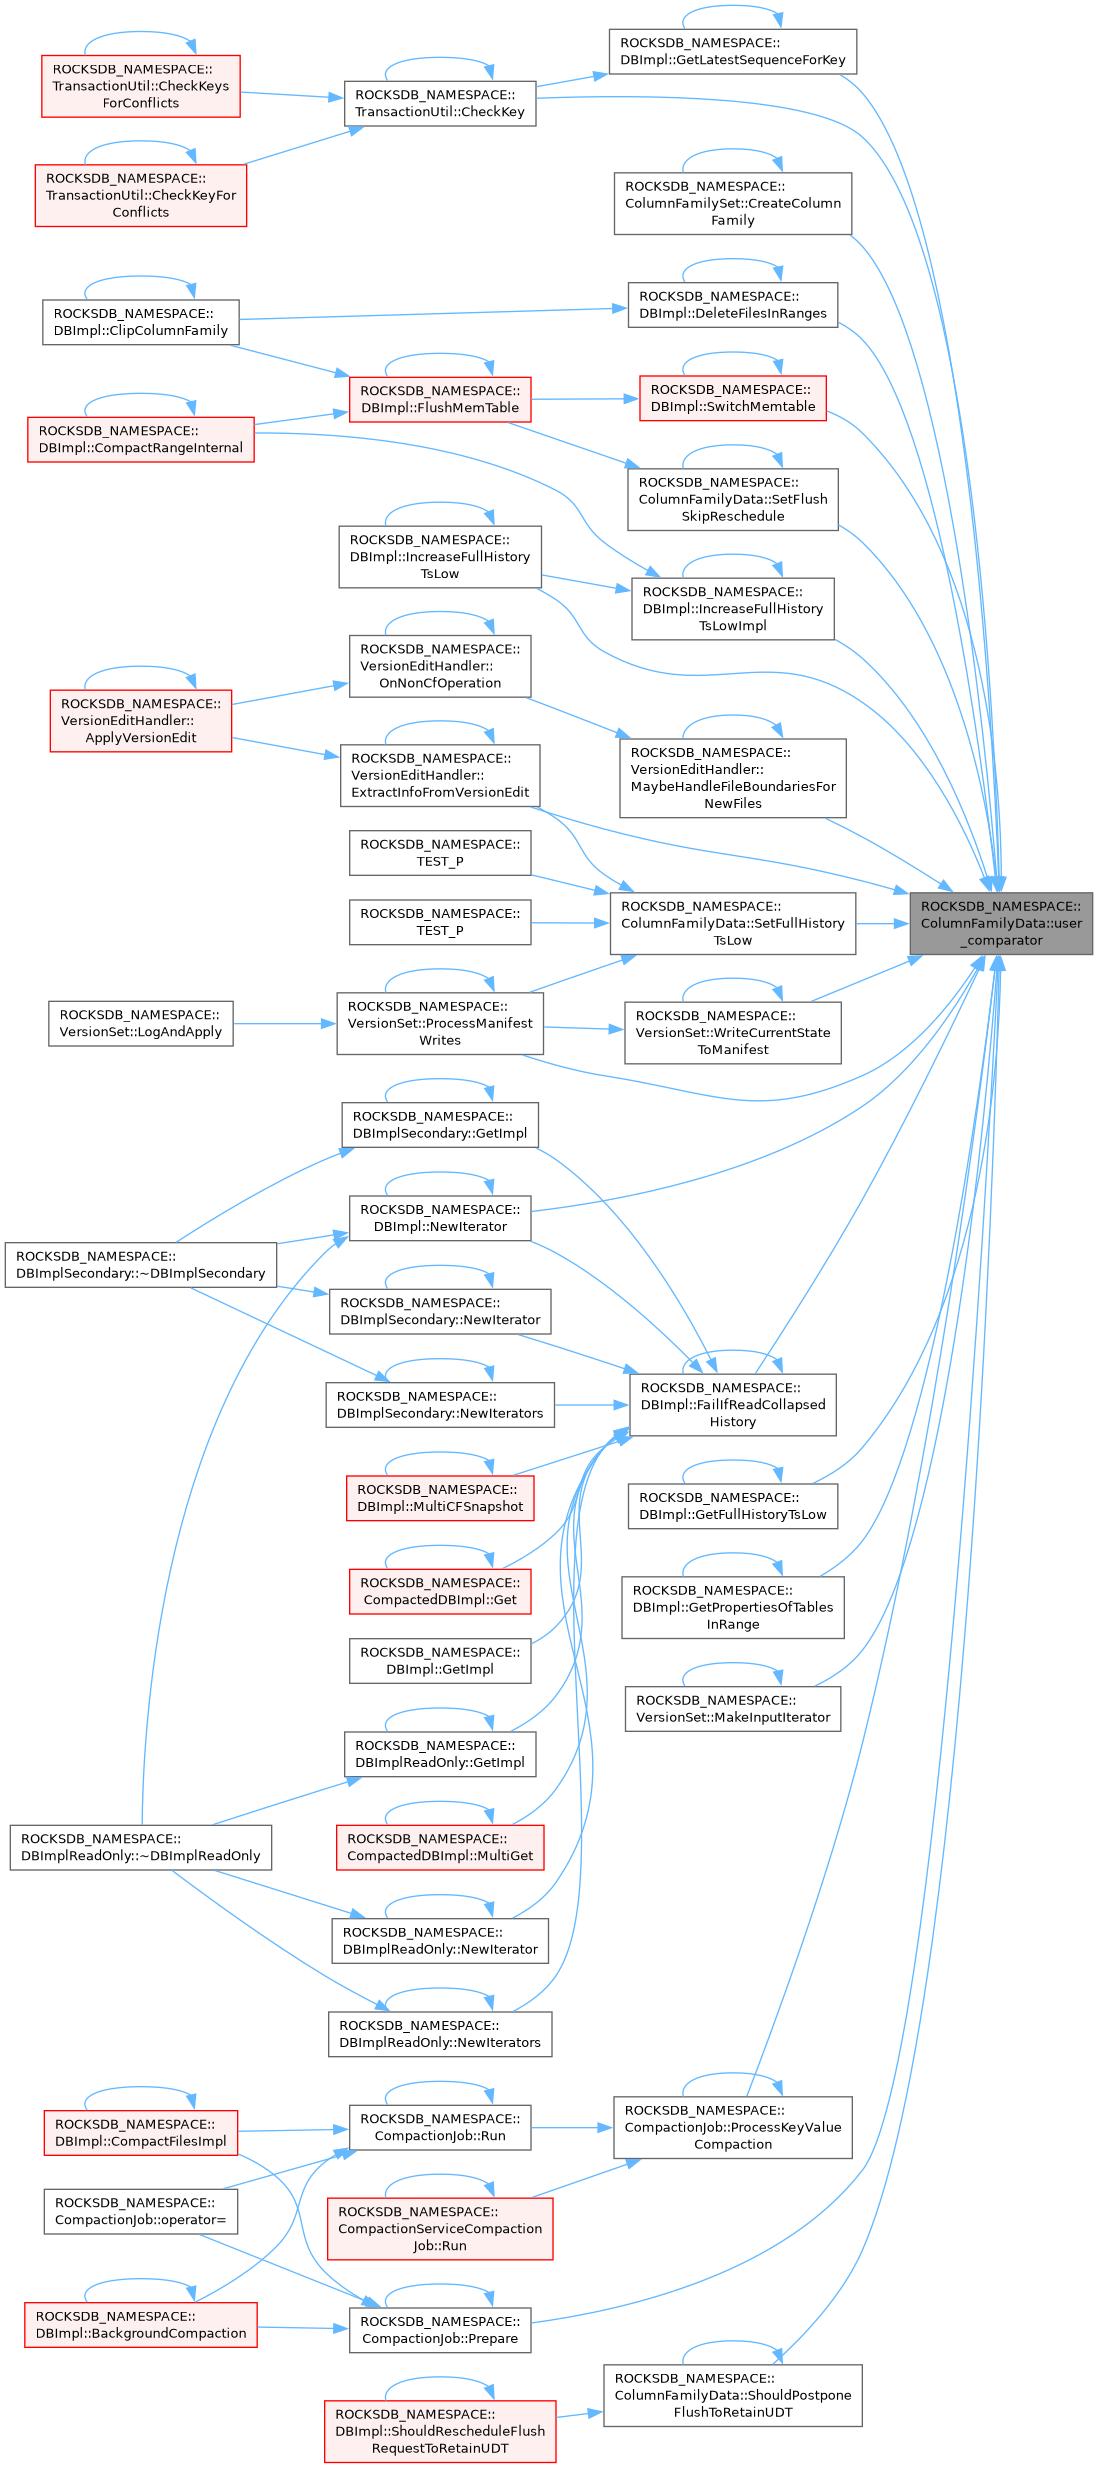 ROCKSDB_NAMESPACE::
DBImpl::GetLatestSequenceForKey
ROCKSDB_NAMESPACE::
TransactionUtil::CheckKeys
ForConflicts
ROCKSDB_NAMESPACE::
TransactionUtil::CheckKey
ROCKSDB_NAMESPACE::
TransactionUtil::CheckKeyFor
Conflicts
ROCKSDB_NAMESPACE::
ColumnFamilySet::CreateColumn
Family
ROCKSDB_NAMESPACE::
DBImpl::DeleteFilesInRanges
ROCKSDB_NAMESPACE::
DBImpl::ClipColumnFamily
ROCKSDB_NAMESPACE::
DBImpl::FlushMemTable
ROCKSDB_NAMESPACE::
DBImpl::SwitchMemtable
ROCKSDB_NAMESPACE::
DBImpl::CompactRangeInternal
ROCKSDB_NAMESPACE::
ColumnFamilyData::SetFlush
SkipReschedule
ROCKSDB_NAMESPACE::
DBImpl::IncreaseFullHistory
TsLow
ROCKSDB_NAMESPACE::
DBImpl::IncreaseFullHistory
TsLowImpl
ROCKSDB_NAMESPACE::
VersionEditHandler::
OnNonCfOperation
ROCKSDB_NAMESPACE::
VersionEditHandler::
ApplyVersionEdit
ROCKSDB_NAMESPACE::
VersionEditHandler::
MaybeHandleFileBoundariesFor
NewFiles
ROCKSDB_NAMESPACE::
VersionEditHandler::
ExtractInfoFromVersionEdit
ROCKSDB_NAMESPACE::
TEST_P
ROCKSDB_NAMESPACE::
TEST_P
ROCKSDB_NAMESPACE::
ColumnFamilyData::SetFullHistory
TsLow
ROCKSDB_NAMESPACE::
ColumnFamilyData::user
_comparator
ROCKSDB_NAMESPACE::
VersionSet::LogAndApply
ROCKSDB_NAMESPACE::
VersionSet::ProcessManifest
Writes
ROCKSDB_NAMESPACE::
VersionSet::WriteCurrentState
ToManifest
ROCKSDB_NAMESPACE::
DBImplSecondary::GetImpl
ROCKSDB_NAMESPACE::
DBImpl::NewIterator
ROCKSDB_NAMESPACE::
DBImplSecondary::~DBImplSecondary
ROCKSDB_NAMESPACE::
DBImplSecondary::NewIterator
ROCKSDB_NAMESPACE::
DBImplSecondary::NewIterators
ROCKSDB_NAMESPACE::
DBImpl::FailIfReadCollapsed
History
ROCKSDB_NAMESPACE::
DBImpl::MultiCFSnapshot
ROCKSDB_NAMESPACE::
DBImpl::GetFullHistoryTsLow
ROCKSDB_NAMESPACE::
CompactedDBImpl::Get
ROCKSDB_NAMESPACE::
DBImpl::GetPropertiesOfTables
InRange
ROCKSDB_NAMESPACE::
DBImpl::GetImpl
ROCKSDB_NAMESPACE::
VersionSet::MakeInputIterator
ROCKSDB_NAMESPACE::
DBImplReadOnly::GetImpl
ROCKSDB_NAMESPACE::
DBImplReadOnly::~DBImplReadOnly
ROCKSDB_NAMESPACE::
CompactedDBImpl::MultiGet
ROCKSDB_NAMESPACE::
DBImplReadOnly::NewIterator
ROCKSDB_NAMESPACE::
DBImplReadOnly::NewIterators
ROCKSDB_NAMESPACE::
DBImpl::CompactFilesImpl
ROCKSDB_NAMESPACE::
CompactionJob::Run
ROCKSDB_NAMESPACE::
CompactionJob::ProcessKeyValue
Compaction
ROCKSDB_NAMESPACE::
CompactionJob::operator=
ROCKSDB_NAMESPACE::
CompactionServiceCompaction
Job::Run
ROCKSDB_NAMESPACE::
DBImpl::BackgroundCompaction
ROCKSDB_NAMESPACE::
CompactionJob::Prepare
ROCKSDB_NAMESPACE::
ColumnFamilyData::ShouldPostpone
FlushToRetainUDT
ROCKSDB_NAMESPACE::
DBImpl::ShouldRescheduleFlush
RequestToRetainUDT